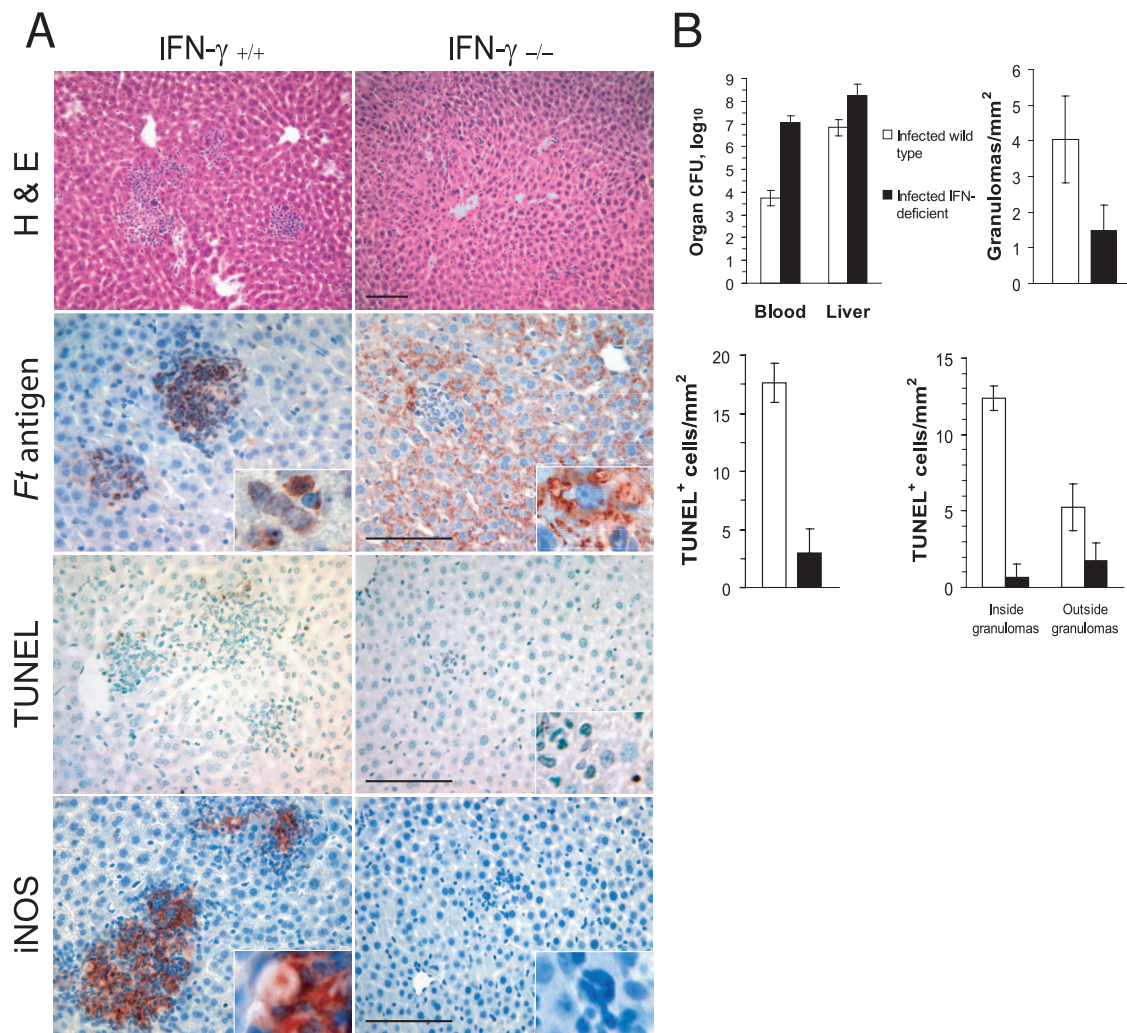 A
IFN-γ +/+
IFN-γ –/–
H & E
Ft antigen
TUNEL
iNOS
B
Organ CFU, log10
9
8
7
6
5
4
3
2
1
0
Blood Liver
Infected wild
type
Infected IFN-
deficient
Granulomas/mm2
6
5
4
3
2
1
0
TUNEL+ cells/mm2
20
15
10
5
0
TUNEL+ cells/mm2
15
10
5
0
Inside
granulomas
Outside
granulomas